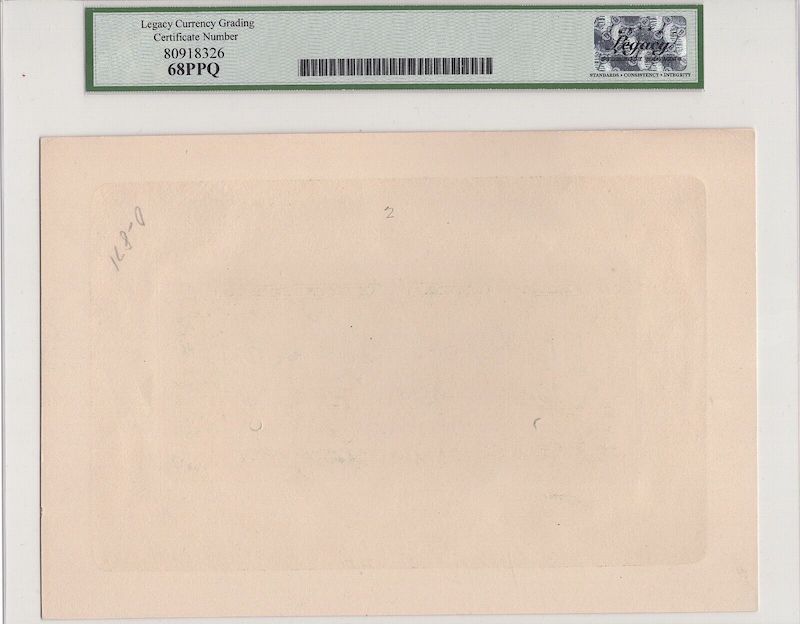 Legacy Currency Grading
Certificate Number
80918326
68PPQ
Legacy
STANDARDS • CONSISTENCY • INTEGRITY
2